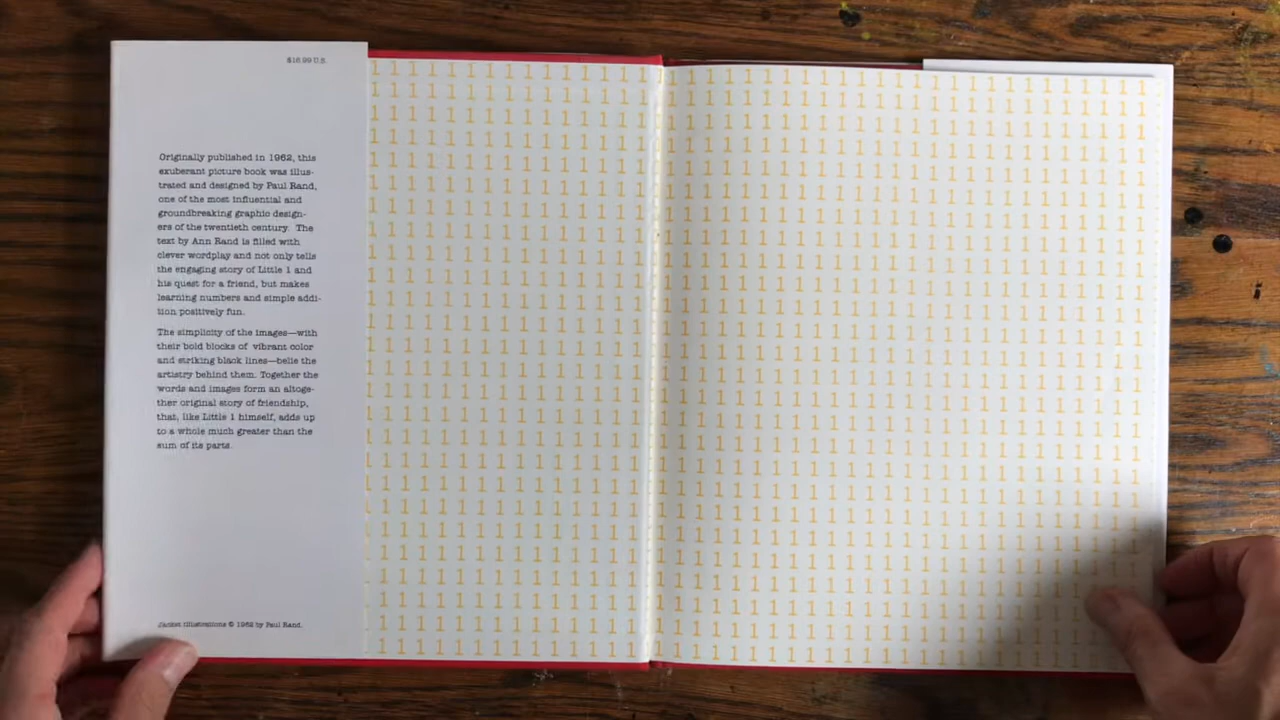 $16.99 U.S.
Originally published in 1962, this
exuberant picture book was illus-
trated and designed by Paul Rand,
one of the most influential and
groundbreaking graphic design-
ers of the twentieth century. The
text by Ann Rand is filled with
clever wordplay and not only tells
the engaging story of Little 1 and
his quest for a friend, but makes
learning numbers and simple addi-
tion positively fun.
The simplicity of the images—with
their bold blocks of vibrant color
and striking black lines—belie the
artistry behind them. Together the
words and images form an altoge-
ther original story of friendship,
that, like Little 1 himself, adds up
to a whole much greater than the
sum of its parts.
Jacket illustrations © 1962 by Paul Rand.